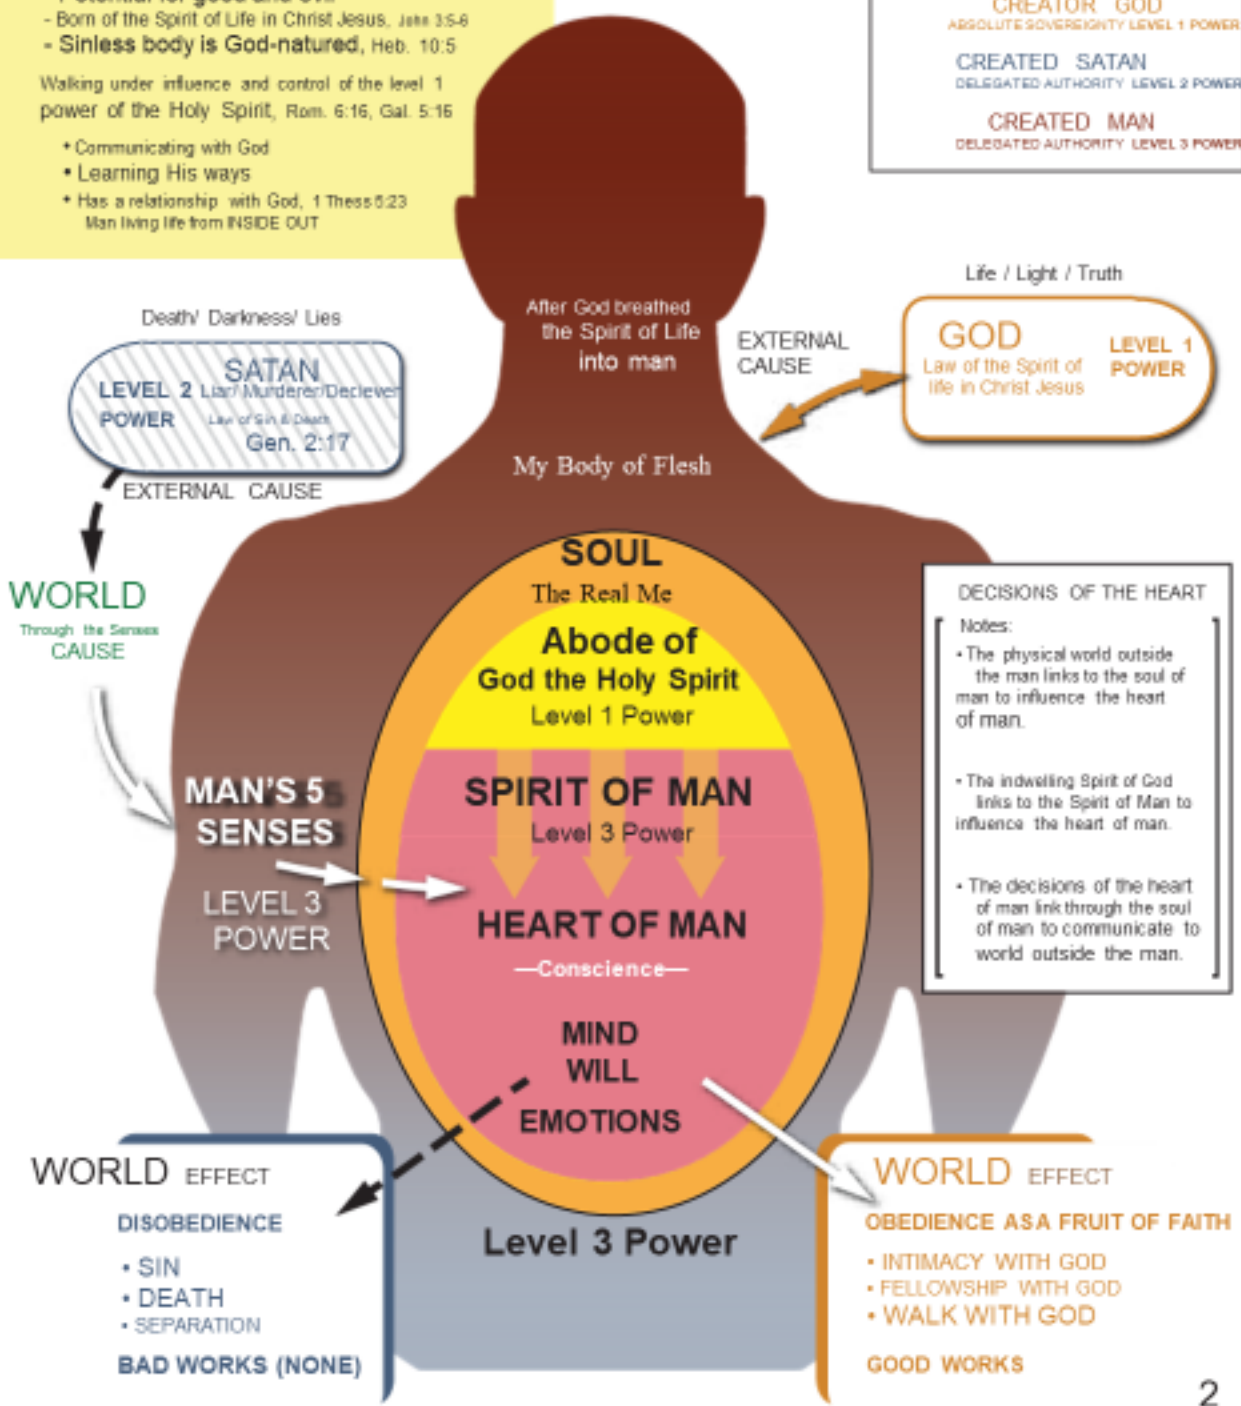 - Born of the Spirit of Life in Christ Jesus, John 3:5-6
- Sinless body is God-natured, Heb. 10:5
Walking under influence and control of the level 1
power of the Holy Spirit, Rom. 6:16, Gal. 5:16
• Communicating with God
• Learning His ways
• Has a relationship with God, 1 Thess 5:23
Man living life from INSIDE OUT
CREATOR GOD
ABSOLUTE SOVEREIGNTY LEVEL 1 POWER
CREATED SATAN
DELEGATED AUTHORITY LEVEL 2 POWER
CREATED MAN
DELEGATED AUTHORITY LEVEL 3 POWER
After God breathed
the Spirit of Life
into man
My Body of Flesh
Death/ Darkness/ Lies
SATAN
LEVEL 2 Liar/ Murderer/Deciever
POWER Law of Sin & Death
Gen. 2:17
EXTERNAL CAUSE
WORLD
Through the Senses
CAUSE
Life / Light / Truth
EXTERNAL
CAUSE
GOD
Law of the Spirit of
life in Christ Jesus
LEVEL 1
POWER
SOUL
The Real Me
Abode of
God the Holy Spirit
Level 1 Power
SPIRIT OF MAN
Level 3 Power
MAN'S 5
SENSES
LEVEL 3
POWER
HEART OF MAN
—Conscience—
MIND
WILL
EMOTIONS
Level 3 Power
DECISIONS OF THE HEART
Notes:
• The physical world outside
the man links to the soul of
man to influence the heart
of man.
• The indwelling Spirit of God
links to the Spirit of Man to
influence the heart of man.
• The decisions of the heart
of man link through the soul
of man to communicate to
world outside the man.
WORLD EFFECT
DISOBEDIENCE
• SIN
• DEATH
• SEPARATION
BAD WORKS (NONE)
WORLD EFFECT
OBEDIENCE ASA FRUIT OF FAITH
• INTIMACY WITH GOD
• FELLOWSHIP WITH GOD
• WALK WITH GOD
GOOD WORKS
2